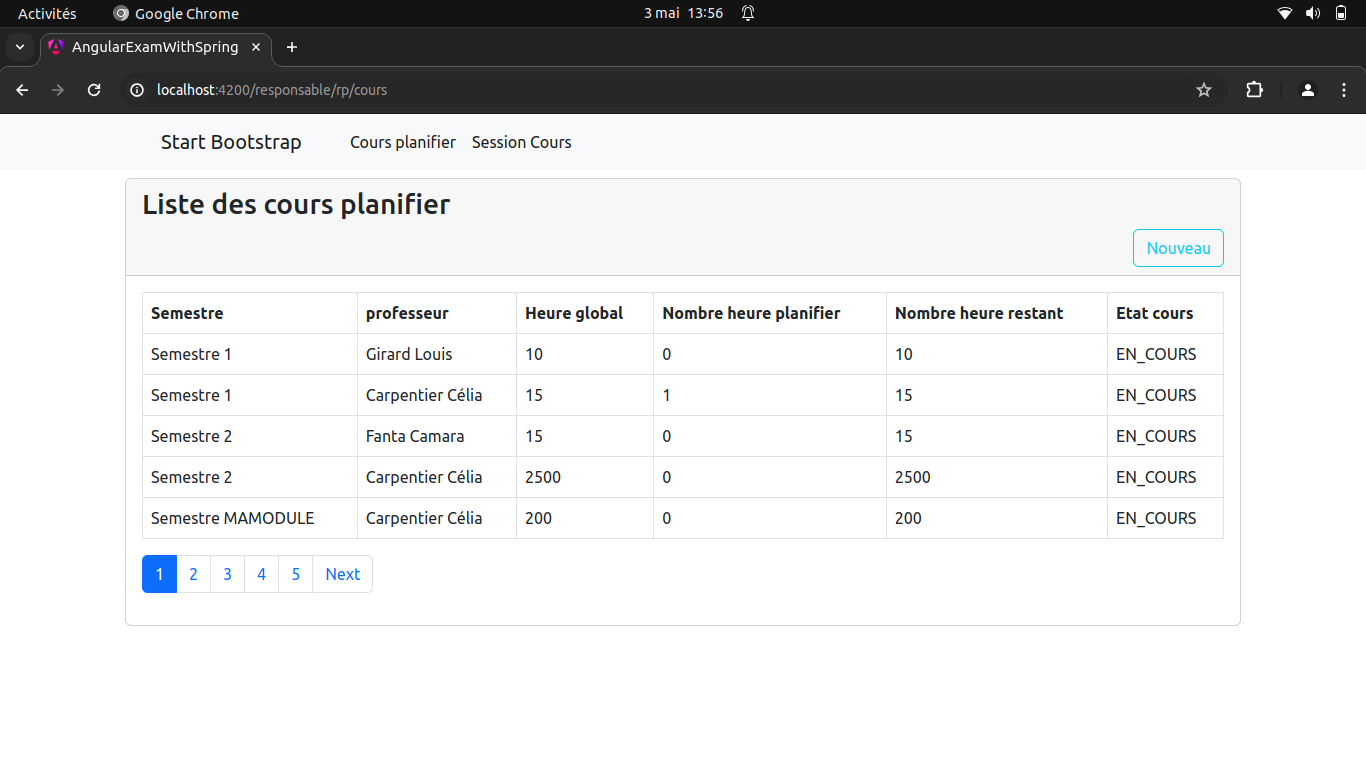 Activités Google Chrome 3 mai 13:56
AngularExamWithSpring
localhost:4200/responsable/rp/cours
Start Bootstrap Cours planifier Session Cours
Liste des cours planifier
Nouveau
Semestre professeur Heure global Nombre heure planifier Nombre heure restant Etat cours
Semestre 1 Girard Louis 10 0 10 EN_COURS
Semestre 1 Carpentier Célia 15 1 15 EN_COURS
Semestre 2 Fanta Camara 15 0 15 EN_COURS
Semestre 2 Carpentier Célia 2500 0 2500 EN_COURS
Semestre MAMODULE Carpentier Célia 200 0 200 EN_COURS
1 2 3 4 5 Next